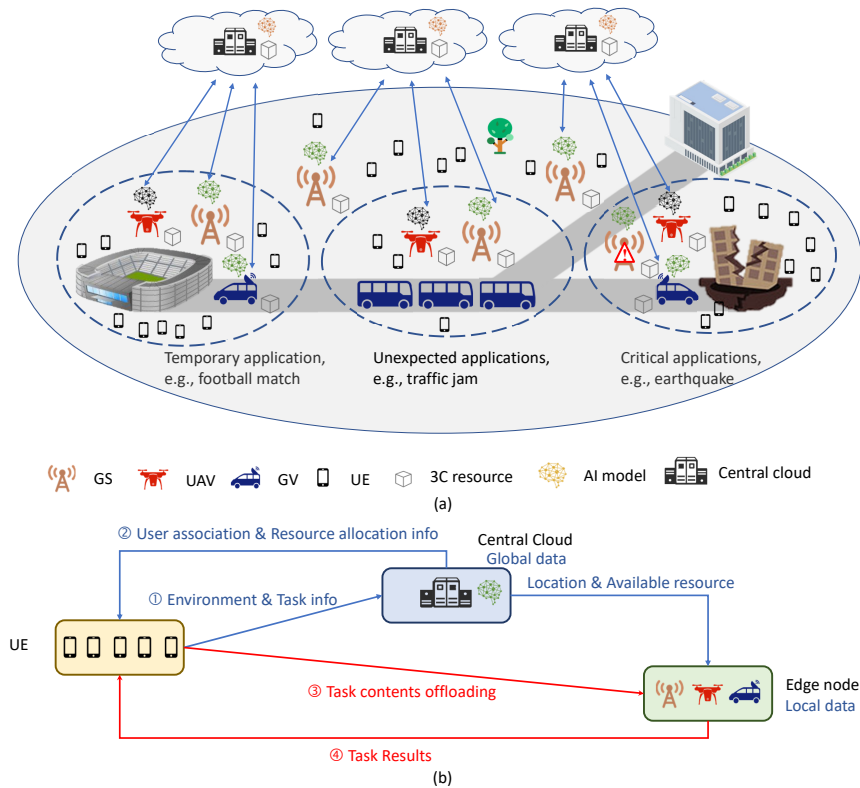 Temporary application,
e.g., football match
Unexpected applications,
e.g., traffic jam
Critical applications,
e.g., earthquake
GS
UAV
GV
UE
3C resource
AI model
Central cloud
(a)
② User association & Resource allocation info
Central Cloud
Global data
① Environment & Task info
Location & Available resource
UE
③ Task contents offloading
Edge node
Local data
④ Task Results
(b)